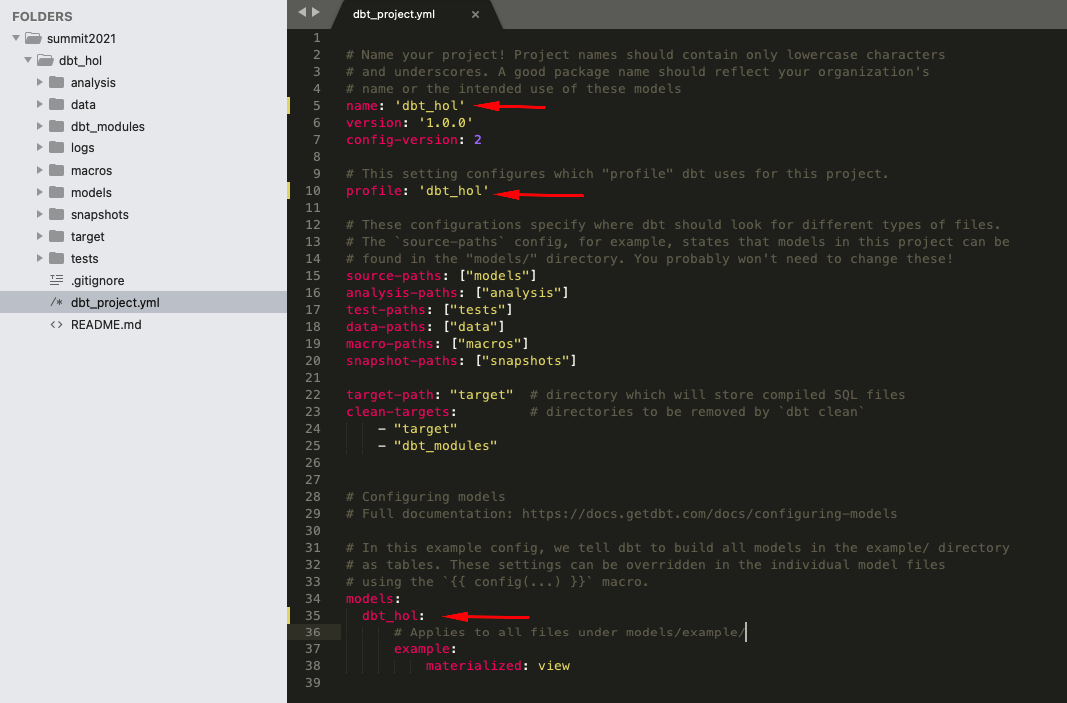 FOLDERS
summit2021
dbt_hol
analysis
data
dbt_modules
logs
macros
models
snapshots
target
tests
.gitignore
/* dbt_project.yml
<> README.md
dbt_project.yml ×
1
2 # Name your project! Project names should contain only lowercase characters
3 # and underscores. A good package name should reflect your organization's
4 # name or the intended use of these models
5 name: 'dbt_hol'
6 version: '1.0.0'
7 config-version: 2
8
9 # This setting configures which "profile" dbt uses for this project.
10 profile: 'dbt_hol'
11
12 # These configurations specify where dbt should look for different types of files.
13 # The `source-paths` config, for example, states that models in this project can be
14 # found in the "models/" directory. You probably won't need to change these!
15 source-paths: ["models"]
16 analysis-paths: ["analysis"]
17 test-paths: ["tests"]
18 data-paths: ["data"]
19 macro-paths: ["macros"]
20 snapshot-paths: ["snapshots"]
21
22 target-path: "target"  # directory which will store compiled SQL files
23 clean-targets:         # directories to be removed by `dbt clean`
24     - "target"
25     - "dbt_modules"
26
27
28 # Configuring models
29 # Full documentation: https://docs.getdbt.com/docs/configuring-models
30
31 # In this example config, we tell dbt to build all models in the example/ directory
32 # as tables. These settings can be overridden in the individual model files
33 # using the `{{ config(...) }}` macro.
34 models:
35   dbt_hol:
36       # Applies to all files under models/example/
37       example:
38           materialized: view
39